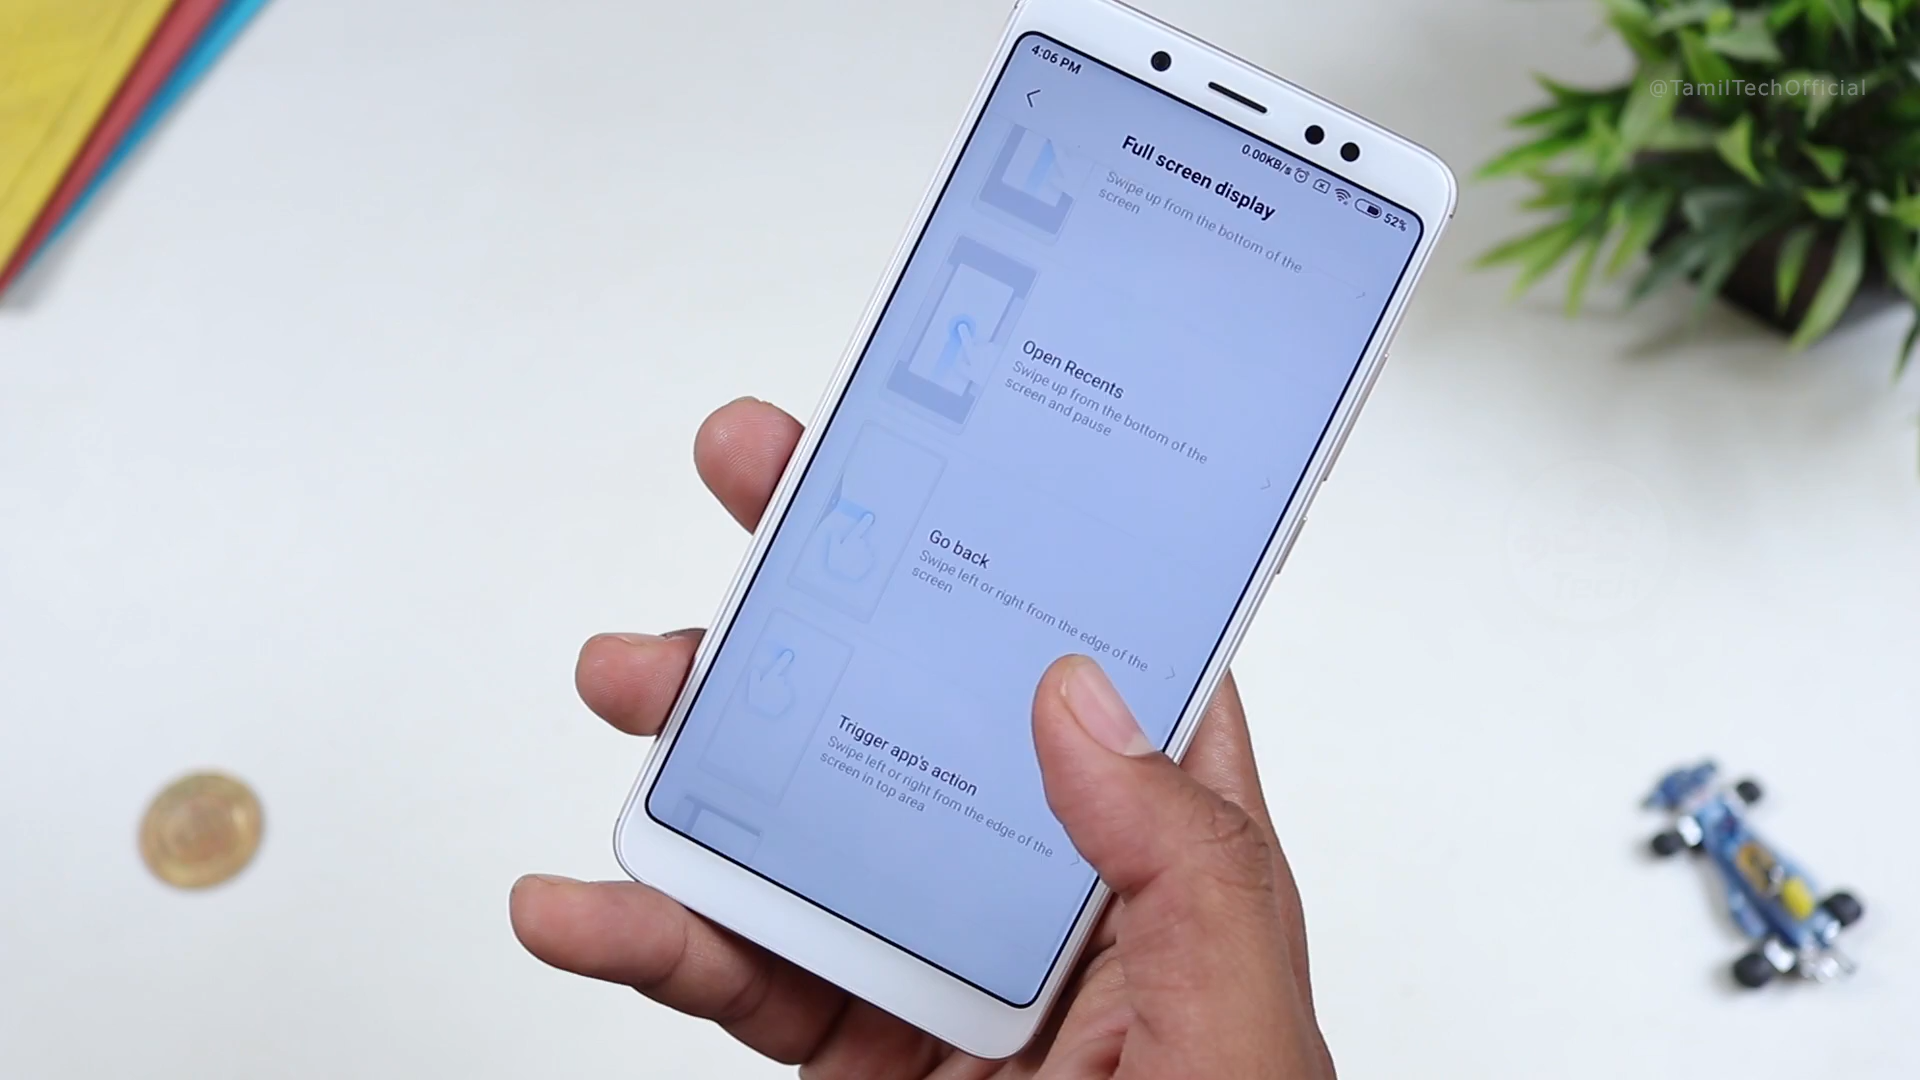 @TamilTechOfficial
4:06 PM
0.00KB/s
52%
Full screen display
Swipe up from the bottom of the
screen
Open Recents
Swipe up from the bottom of the
screen and pause
Go back
Swipe left or right from the edge of the
screen
Trigger app's action
Swipe left or right from the edge of the
screen in top area
Tech